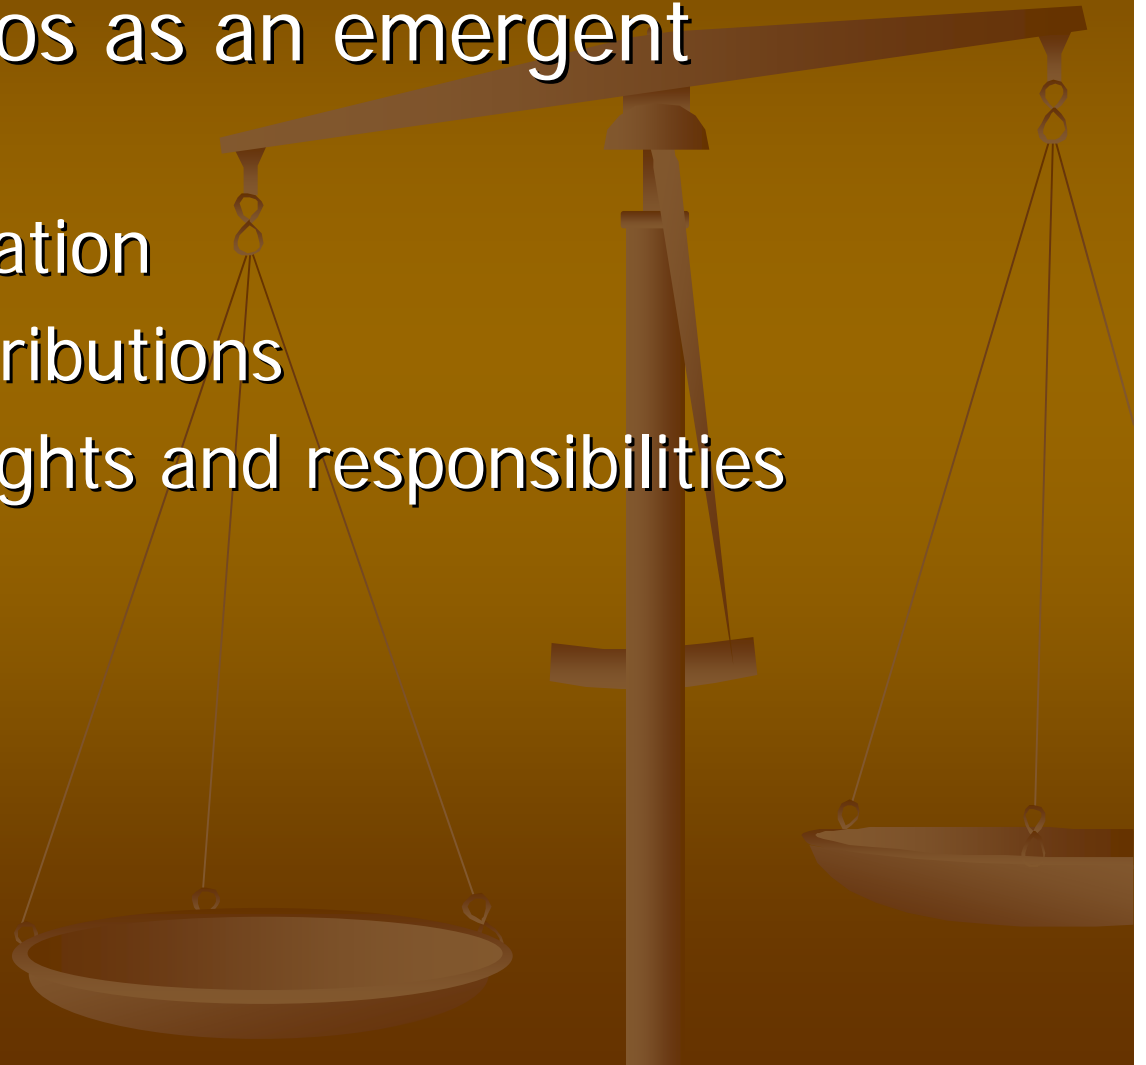 os as an emergent
ation
ributions
ghts and responsibilities